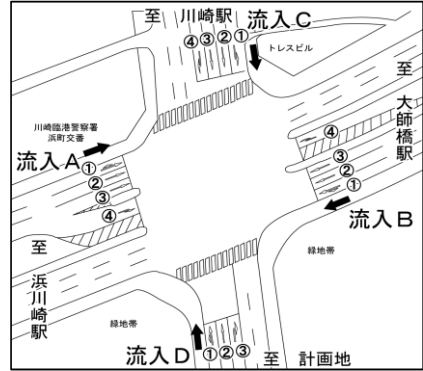 至 川崎駅
流入C
④③②①
トレスビル
至 大師橋駅
川崎臨港警察署
浜町交番
流入A
①
②
③
④
④
③
②
①
流入B
至 浜川崎駅
緑地帯
緑地帯
流入D
①②③
至 計画地